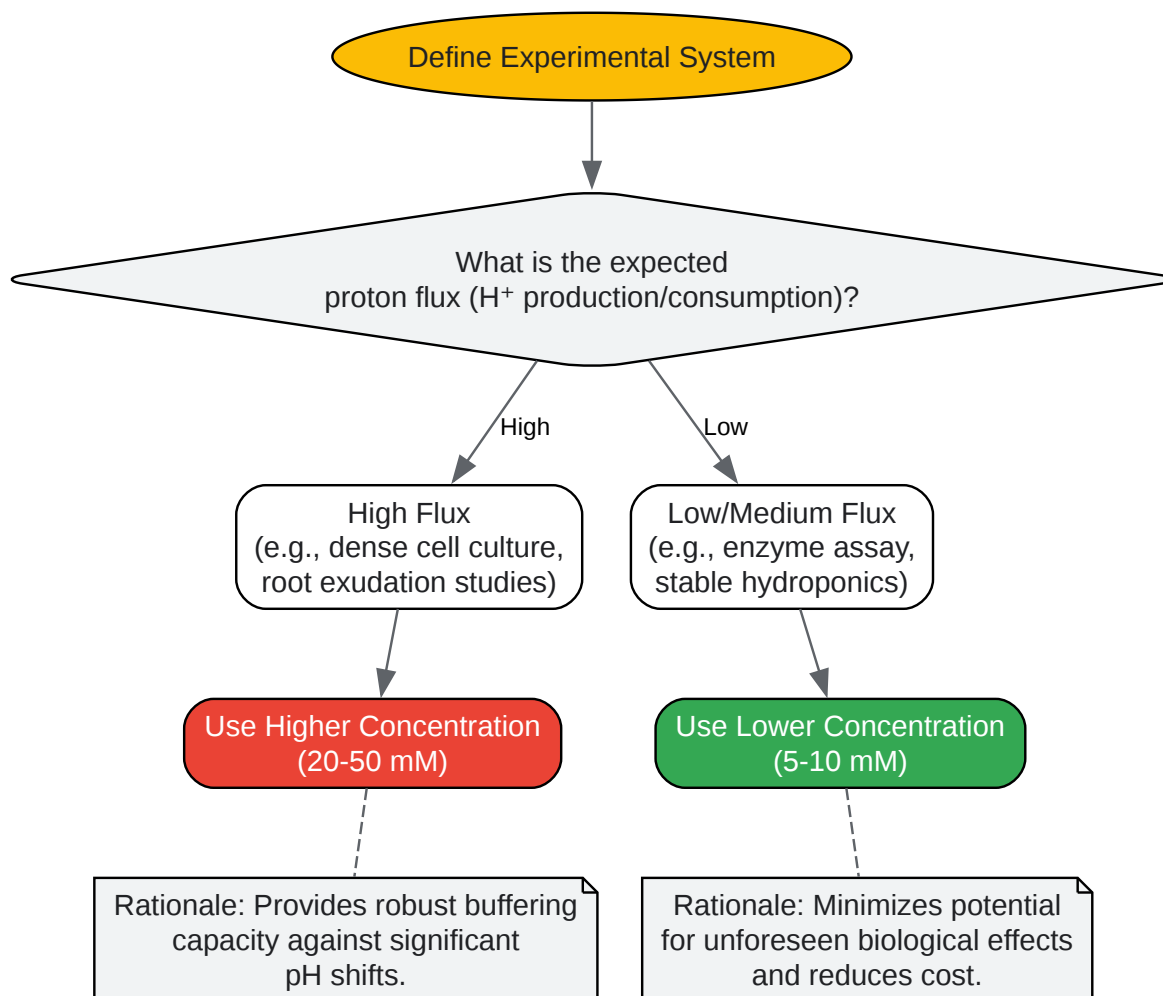 Define Experimental System
What is the expected
proton flux (H⁺ production/consumption)?
High
Low
High Flux
(e.g., dense cell culture,
root exudation studies)
Low/Medium Flux
(e.g., enzyme assay,
stable hydroponics)
Use Higher Concentration
(20-50 mM)
Use Lower Concentration
(5-10 mM)
Rationale: Provides robust buffering
capacity against significant
pH shifts.
Rationale: Minimizes potential
for unforeseen biological effects
and reduces cost.